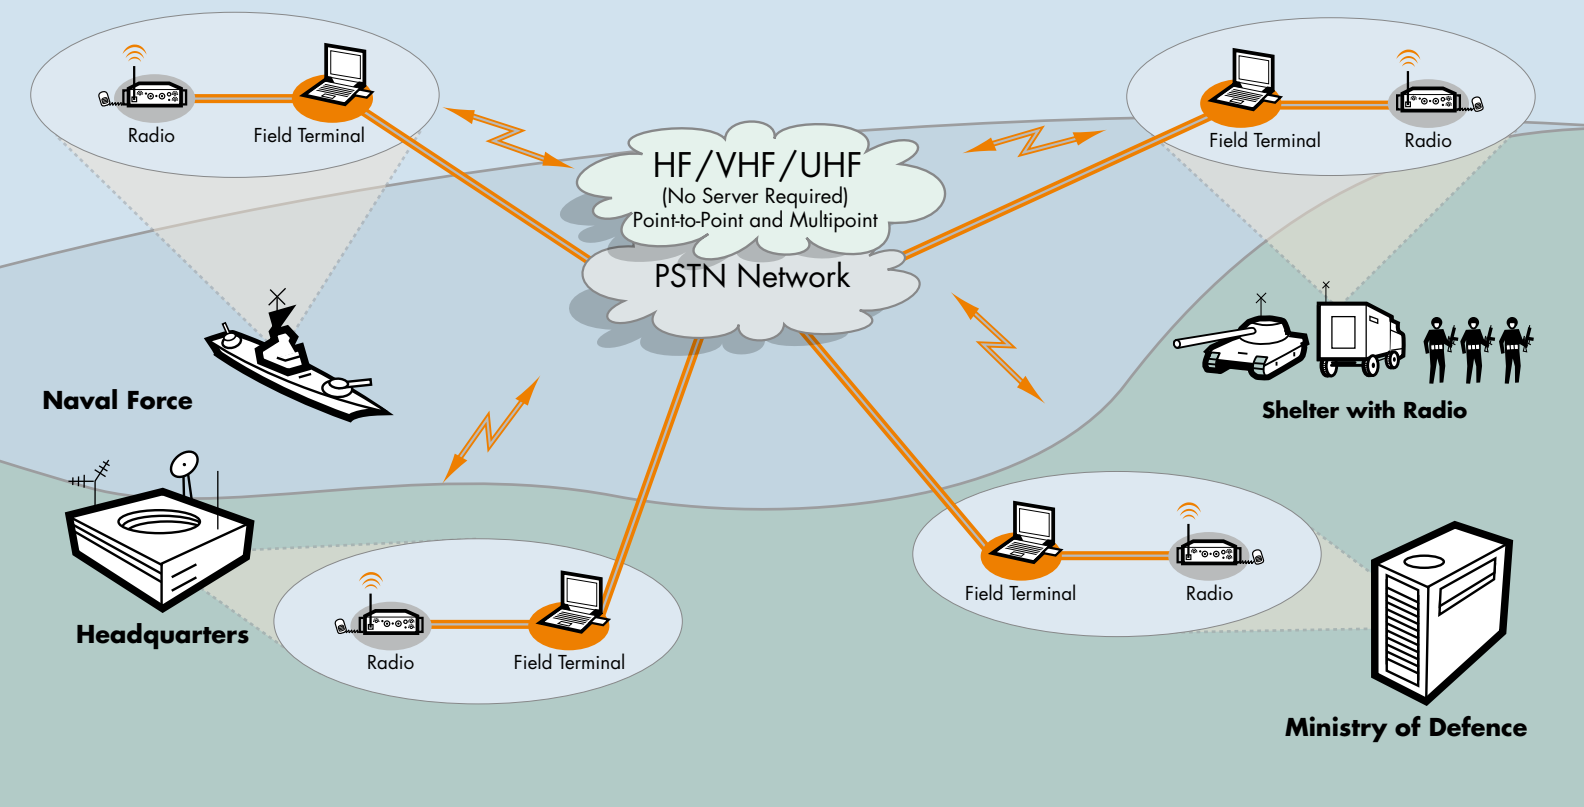 Radio
Field Terminal
HF/VHF/UHF
(No Server Required)
Point-to-Point and Multipoint
PSTN Network
Field Terminal
Radio
Naval Force
Shelter with Radio
Headquarters
Radio
Field Terminal
Field Terminal
Radio
Ministry of Defence